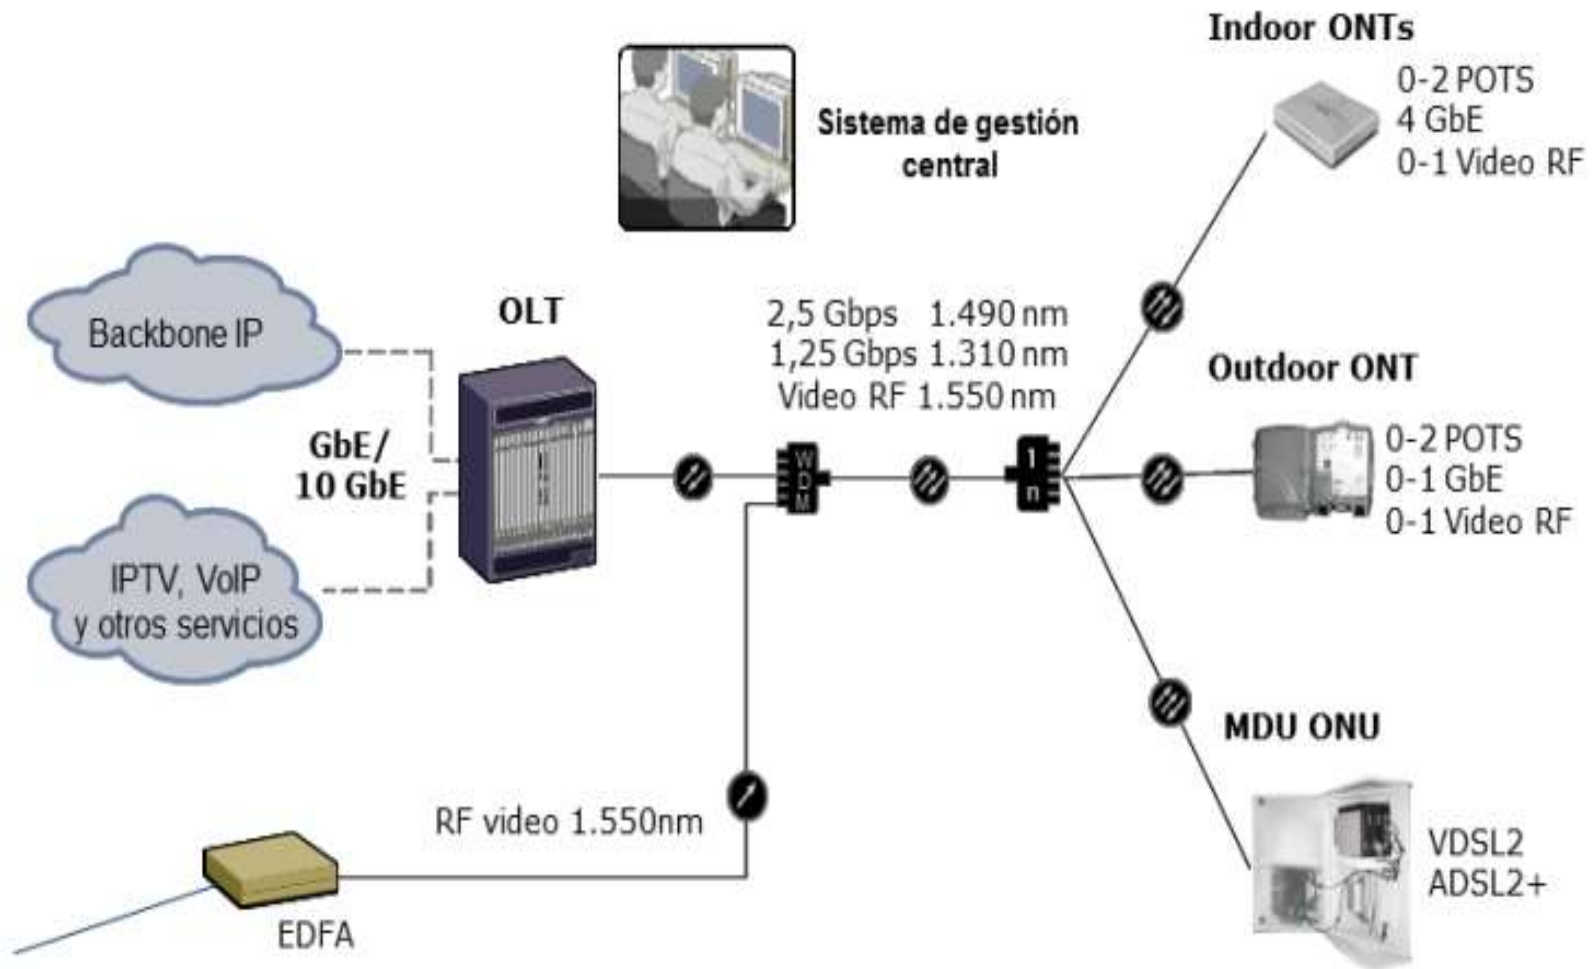 Indoor ONTs
0-2 POTS
4 GbE
0-1 Video RF
Sistema de gestión
central
Backbone IP
OLT
2,5 Gbps 1.490 nm
1,25 Gbps 1.310 nm
Video RF 1.550 nm
GbE/
10 GbE
WDM
1
n
Outdoor ONT
0-2 POTS
0-1 GbE
0-1 Video RF
IPTV, VoIP
y otros servicios
MDU ONU
VDSL2
ADSL2+
RF video 1.550nm
EDFA